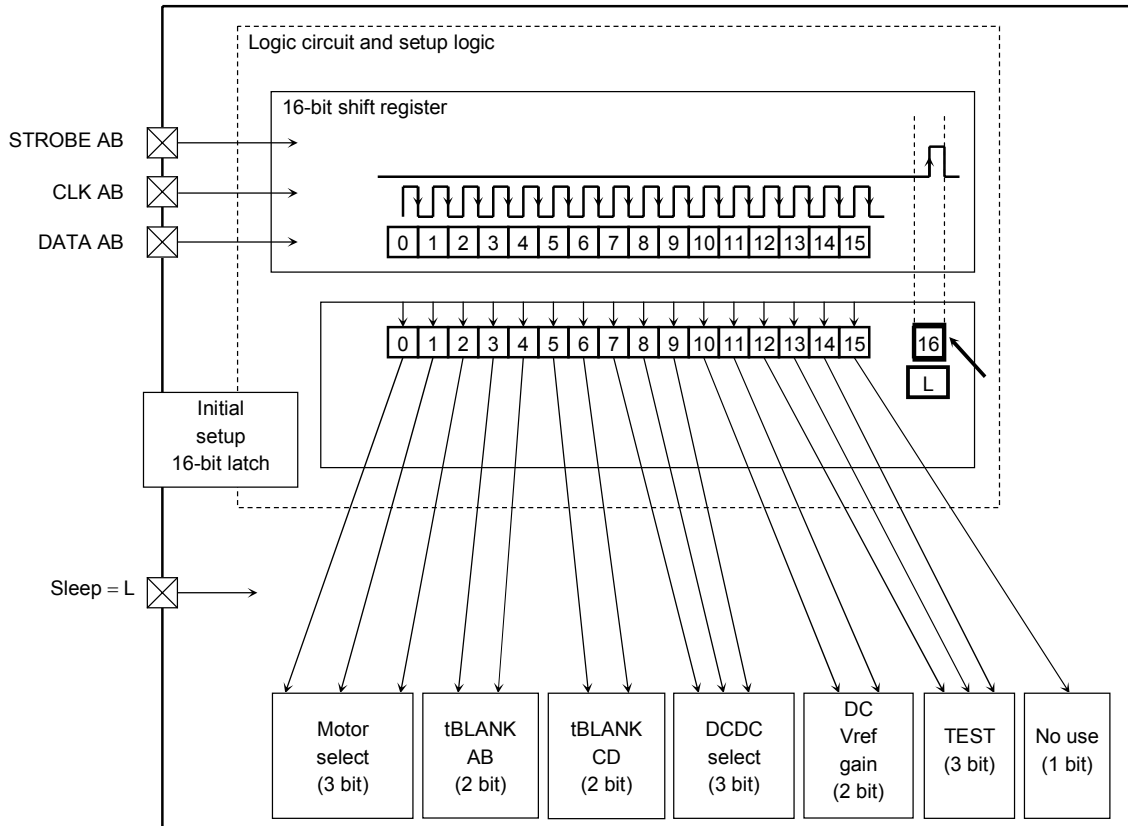 Logic circuit and setup logic
16-bit shift register
STROBE AB
CLK AB
DATA AB
0 1 2 3 4 5 6 7 8 9 10 11 12 13 14 15
0 1 2 3 4 5 6 7 8 9 10 11 12 13 14 15 16
L
Initial
setup
16-bit latch
Sleep = L
Motor
select
(3 bit)
tBLANK
AB
(2 bit)
tBLANK
CD
(2 bit)
DCDC
select
(3 bit)
DC
Vref
gain
(2 bit)
TEST
(3 bit)
No use
(1 bit)